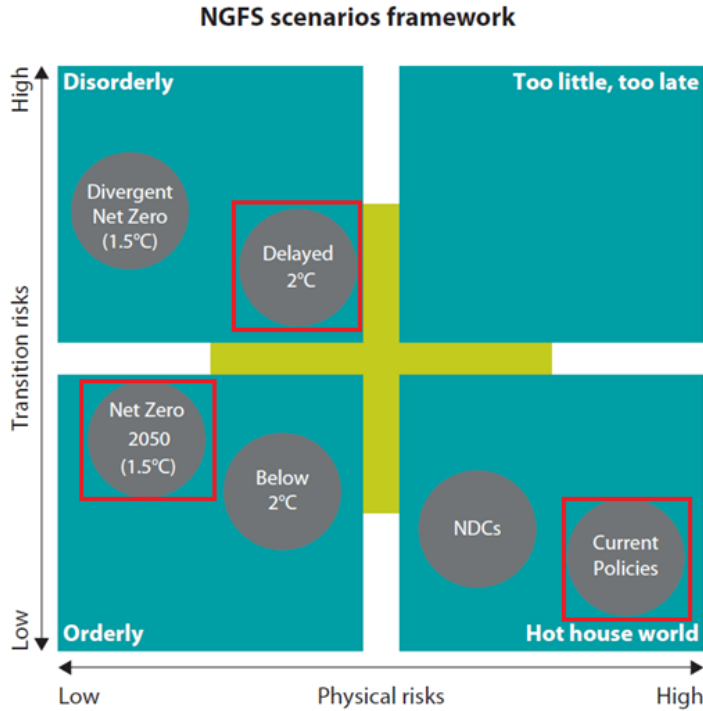 NGFS scenarios framework
High
Disorderly
Too little, too late
Divergent
Net Zero
(1.5°C)
Delayed
2°C
Transition risks
Net Zero
2050
(1.5°C)
Below
2°C
NDCs
Current
Policies
Low
Orderly
Hot house world
Low
Physical risks
High